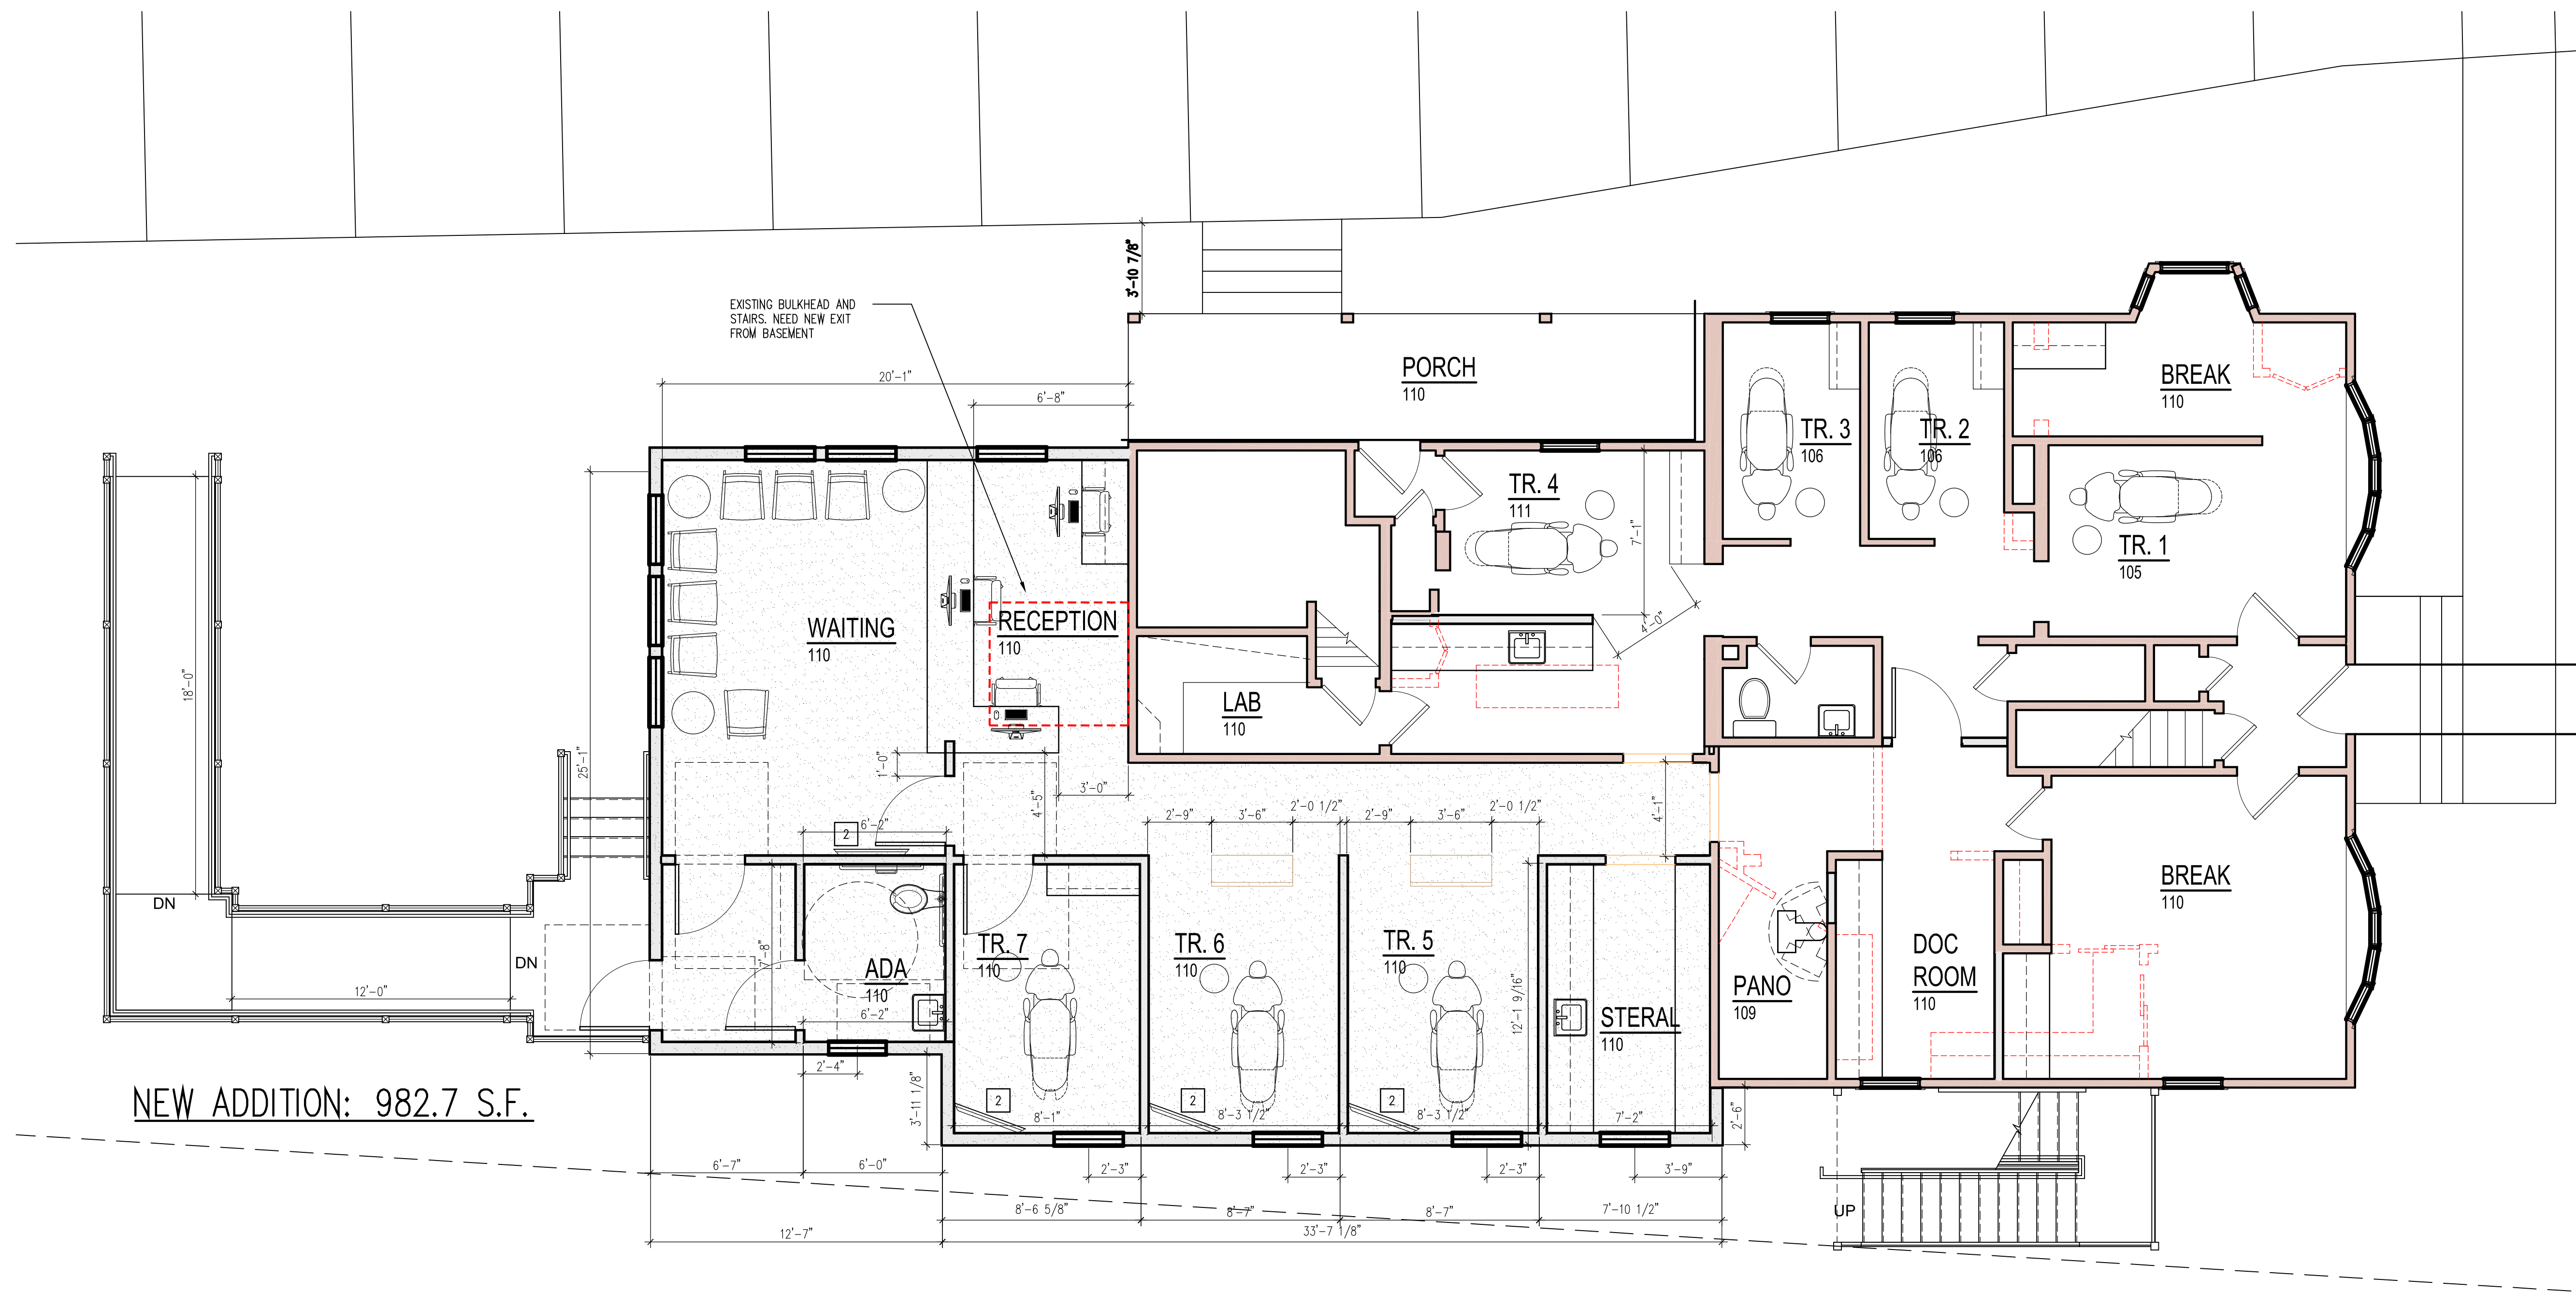 3'-10 7/8"
EXISTING BULKHEAD AND
STAIRS. NEED NEW EXIT
FROM BASEMENT
20'-1"
6'-8"
PORCH
110
BREAK
110
TR. 3
106
TR. 2
106
TR. 4
111
7'-1"
TR. 1
105
4'-0"
WAITING
110
RECEPTION
110
18'-0"
LAB
110
25'-1"
1'-0"
4'-5"
3'-0"
2'-9"
3'-6"
2'-0 1/2"
2'-9"
3'-6"
2'-0 1/2"
4'-1"
6'-2"
2
DN
DN
12'-0"
7'-8"
ADA
110
6'-2"
TR. 7
110
TR. 6
110
TR. 5
110
12'-1 9/16"
STERAL
110
PANO
109
DOC
ROOM
110
BREAK
110
2'-4"
3'-11 1/8"
2
8'-1"
2
8'-3 1/2"
2
8'-3 1/2"
7'-2"
2'-6"
NEW ADDITION: 982.7 S.F.
6'-7"
6'-0"
2'-3"
2'-3"
2'-3"
3'-9"
8'-6 5/8"
8'-7"
8'-7"
7'-10 1/2"
UP
12'-7"
33'-7 1/8"